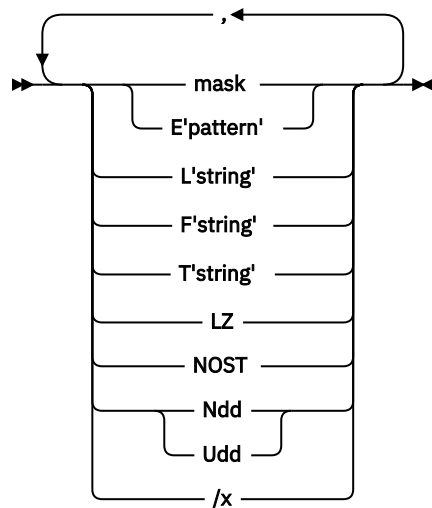 ,
mask
E'pattern'
L'string'
F'string'
T'string'
LZ
NOST
Ndd
Udd
/x